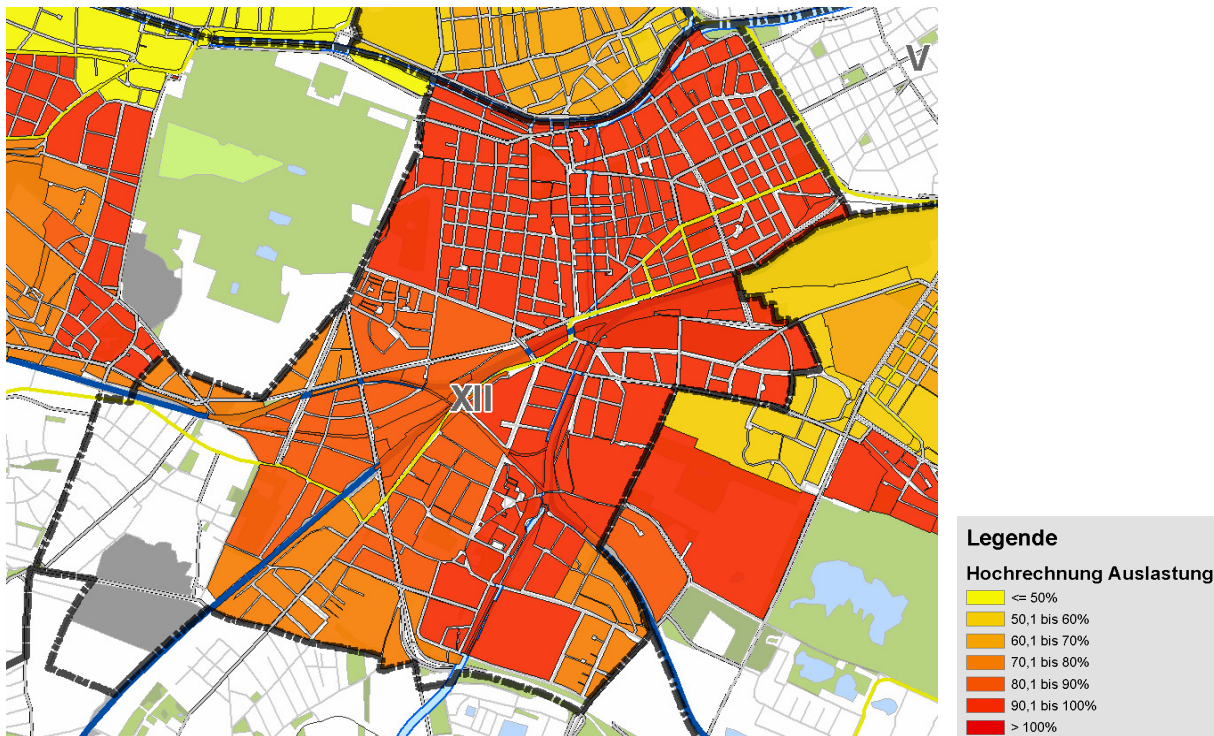 V
XII
Legende
Hochrechnung Auslastung
<= 50%
50,1 bis 60%
60,1 bis 70%
70,1 bis 80%
80,1 bis 90%
90,1 bis 100%
> 100%